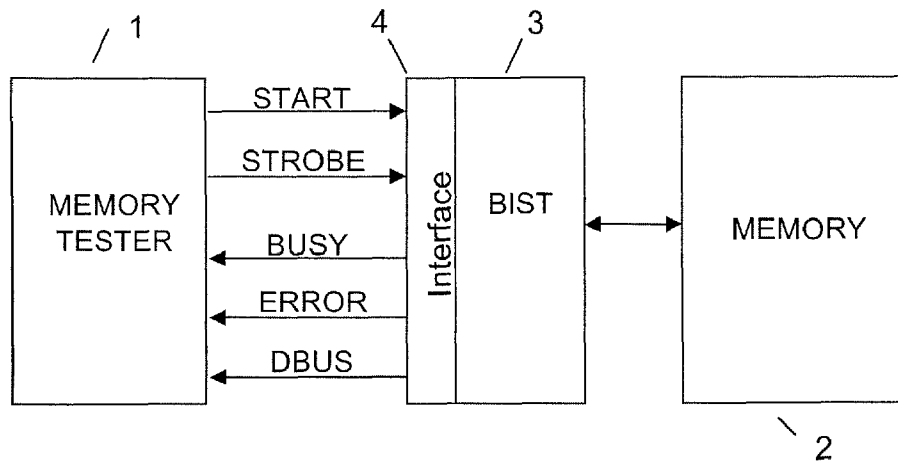 1
4
3
START
STROBE
MEMORY
TESTER
BUSY
ERROR
DBUS
Interface
BIST
MEMORY
2